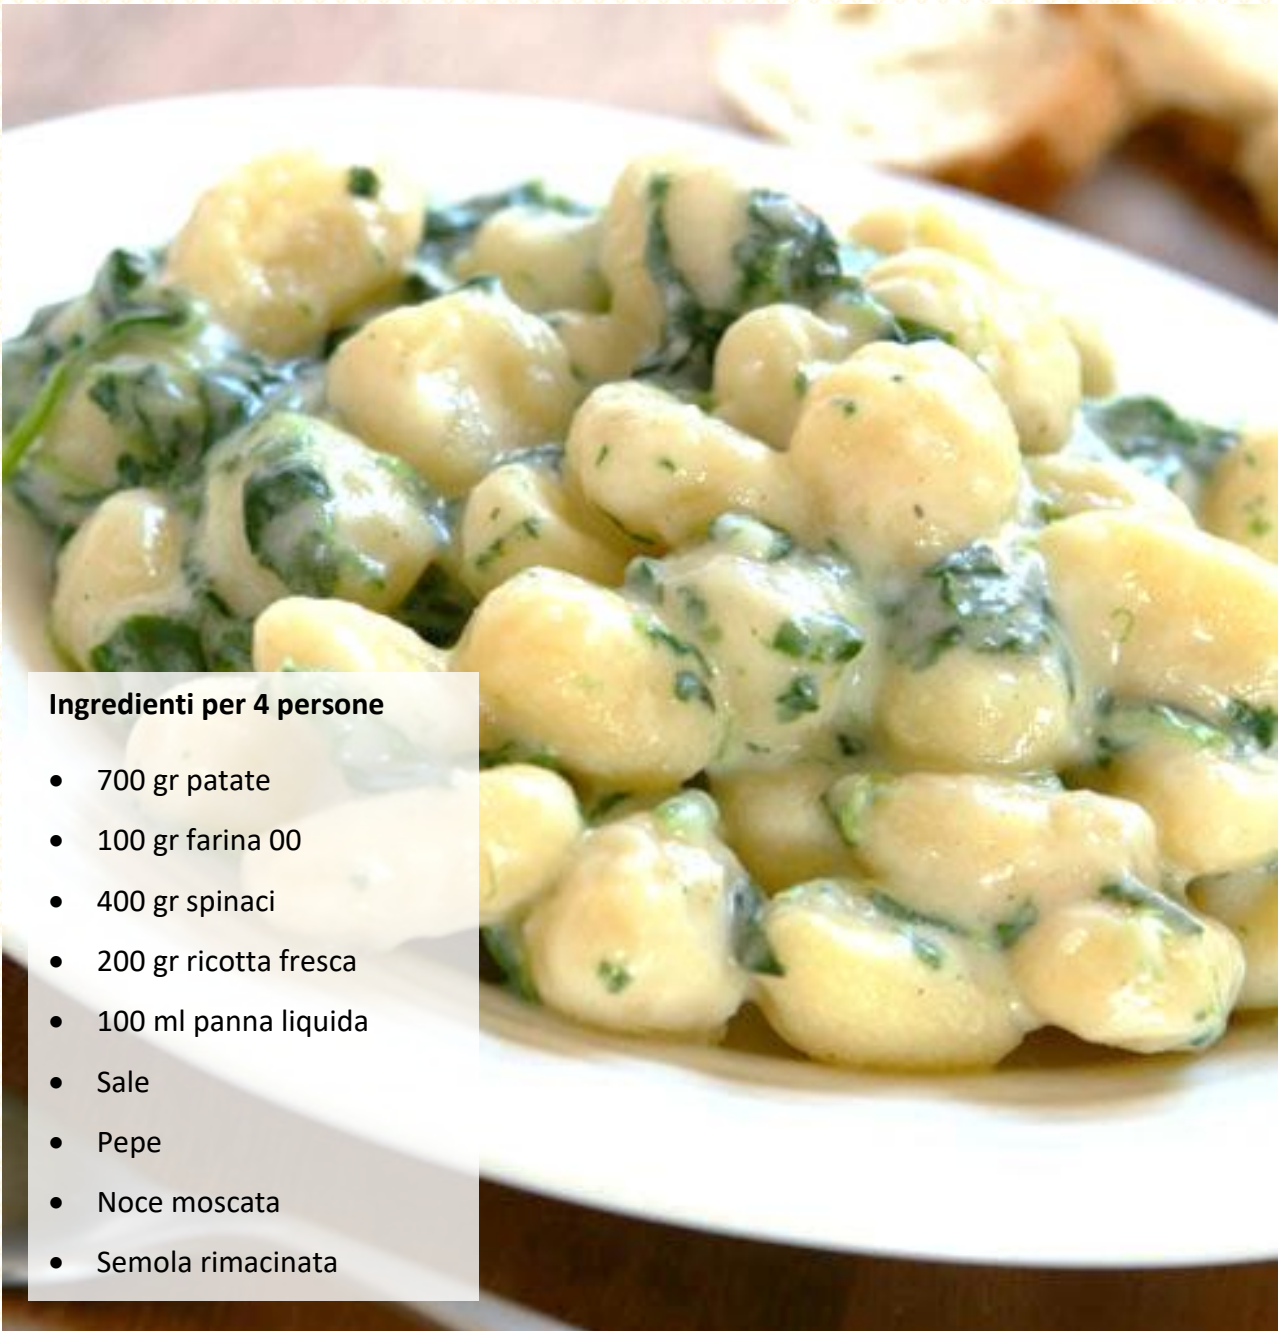 Ingredienti per 4 persone
• 700 gr patate
• 100 gr farina 00
• 400 gr spinaci
• 200 gr ricotta fresca
• 100 ml panna liquida
• Sale
• Pepe
• Noce moscata
• Semola rimacinata